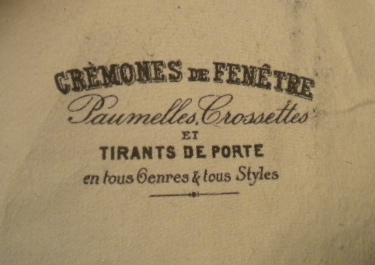 CRÈMONES DE FENÊTRE
Paumelles, Crossettes
ET
TIRANTS DE PORTE
en tous Genres & tous Styles